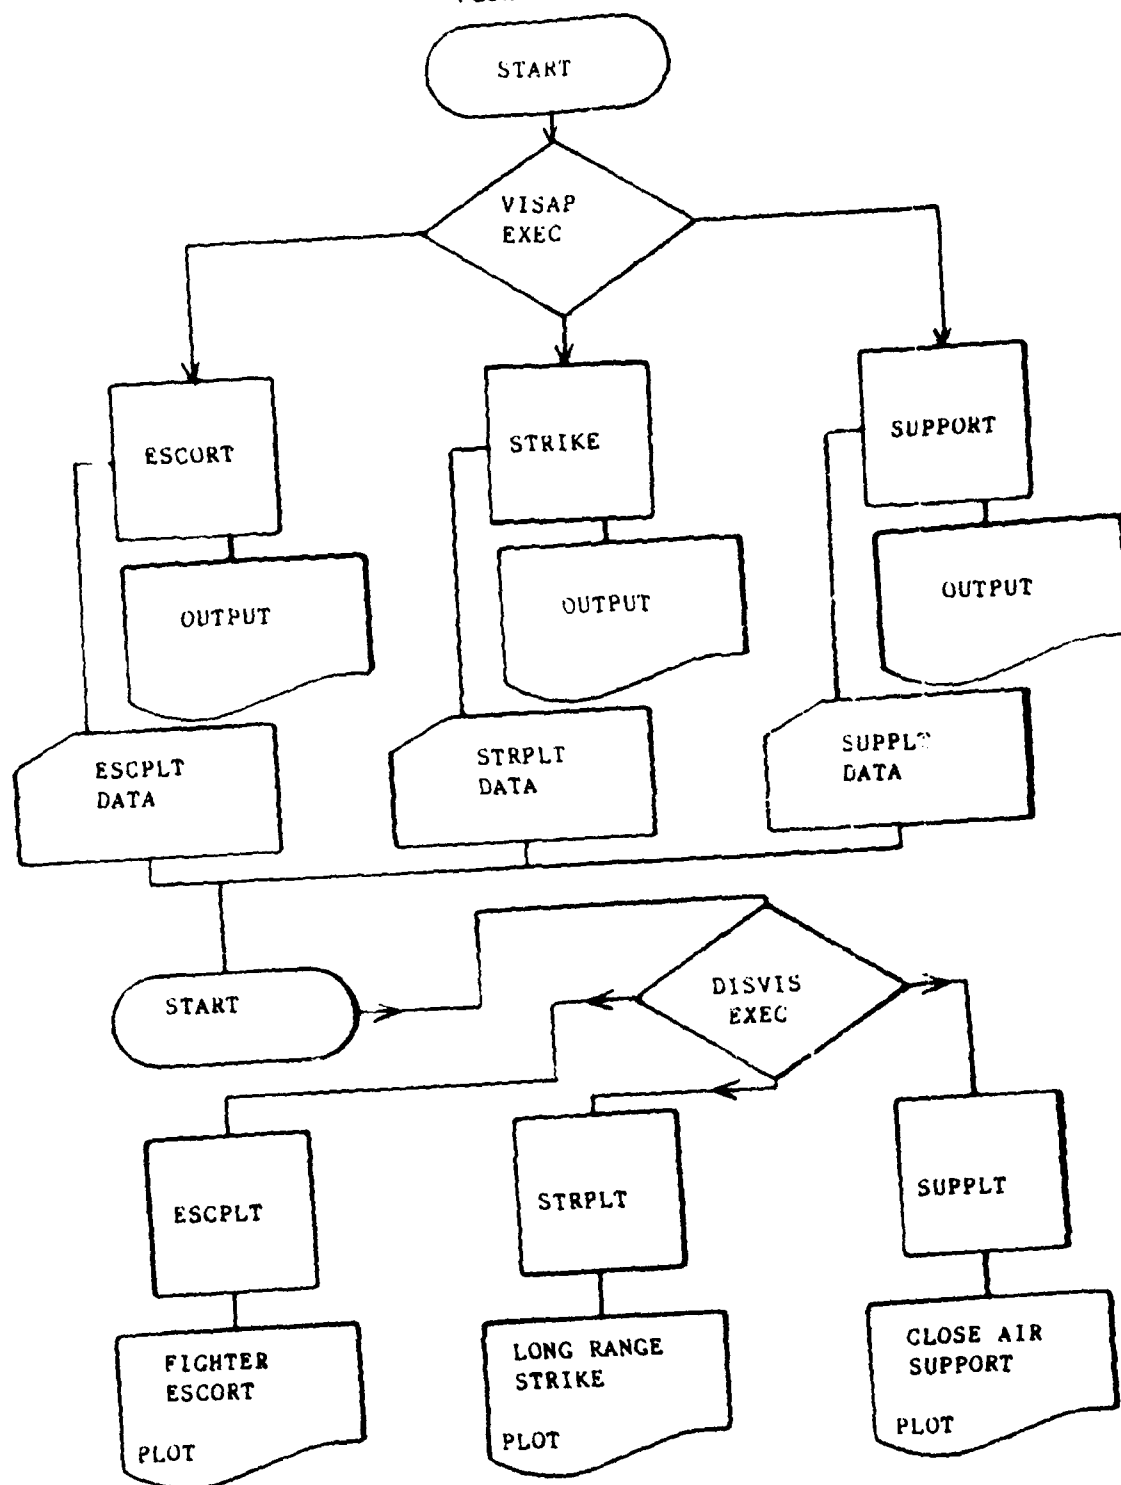 START
VISAP
EXEC
ESCORT
STRIKE
SUPPORT
OUTPUT
OUTPUT
OUTPUT
ESCPLT
DATA
STRPLT
DATA
SUPPLT
DATA
START
DISVIS
EXEC
ESCPLT
STRPLT
SUPPLT
FIGHTER
ESCORT
PLOT
LONG RANGE
STRIKE
PLOT
CLOSE AIR
SUPPORT
PLOT